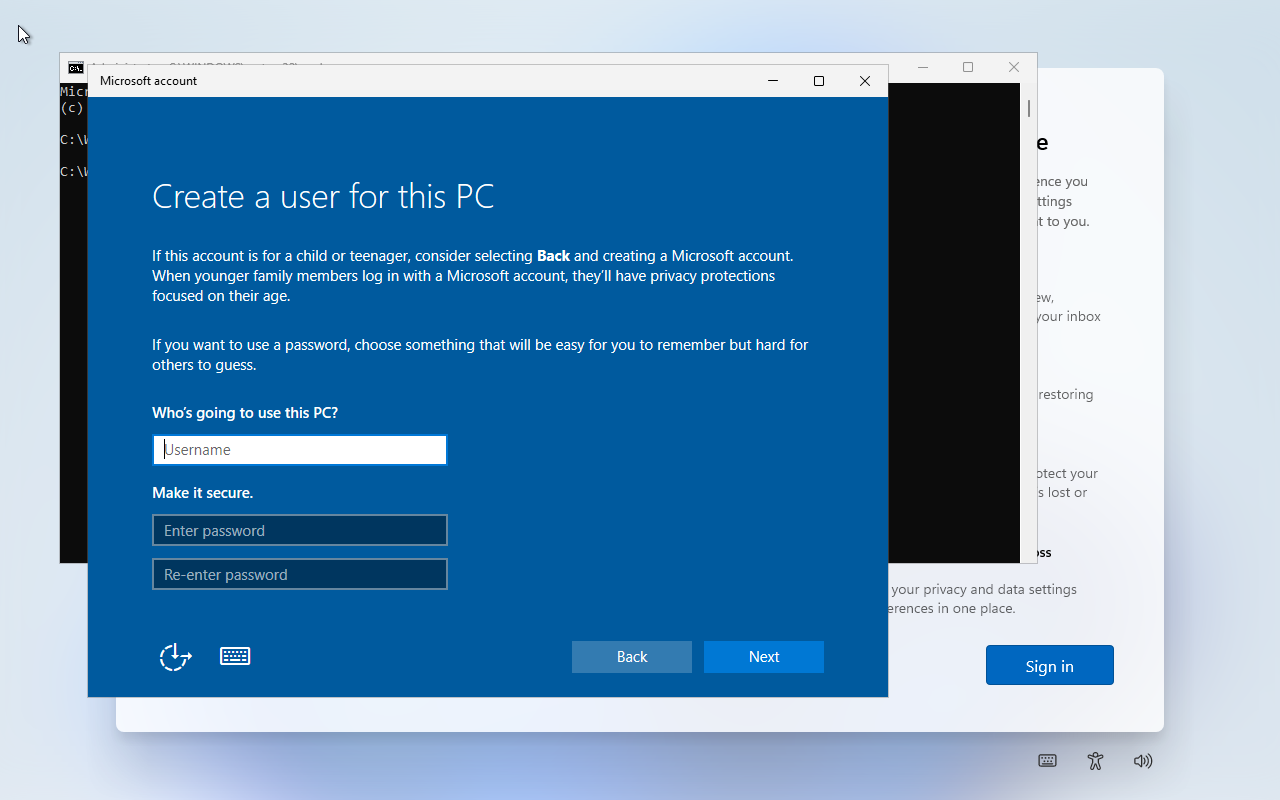 Microsoft account
Micr
(c)
C:\W
C:\W
Create a user for this PC
If this account is for a child or teenager, consider selecting Back and creating a Microsoft account.
When younger family members log in with a Microsoft account, they'll have privacy protections
focused on their age.
If you want to use a password, choose something that will be easy for you to remember but hard for
others to guess.
Who's going to use this PC?
Username
Make it secure.
Enter password
Re-enter password
Back
Next
e
ence you
ttings
t to you.
ew,
your inbox
restoring
otect your
s lost or
oss
your privacy and data settings
erences in one place.
Sign in